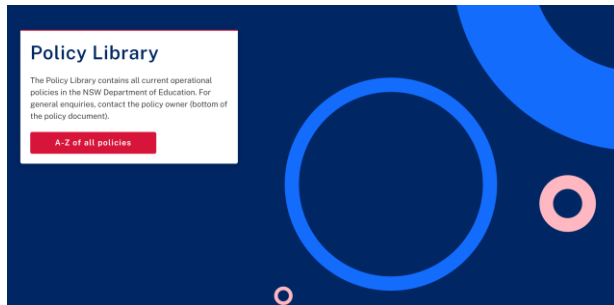 Policy Library
The Policy Library contains all current operational
policies in the NSW Department of Education. For
general enquiries, contact the policy owner (bottom of
the policy document).
A-Z of all policies